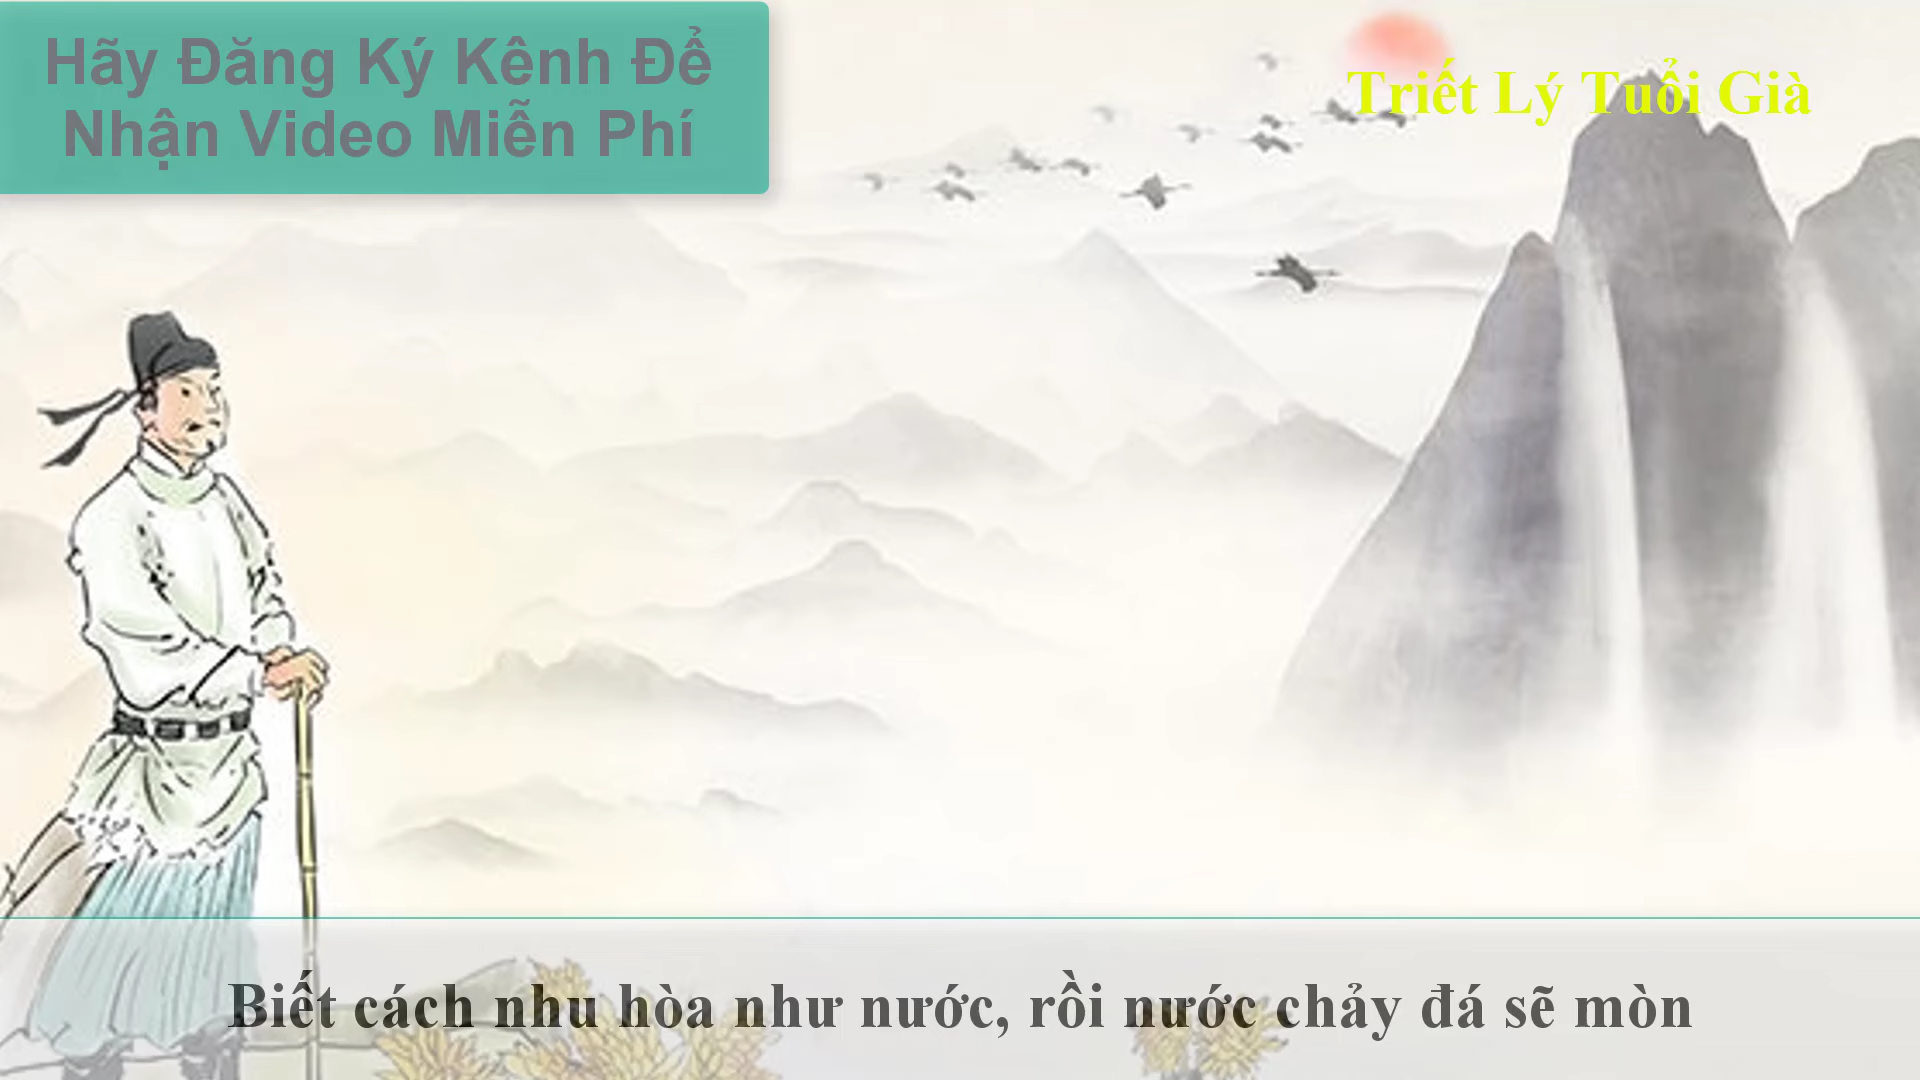 Hãy Đăng Ký Kênh Để
Nhận Video Miễn Phí
Triết Lý Tuổi Già
Biết cách nhu hòa như nước, rồi nước chảy đá sẽ mòn